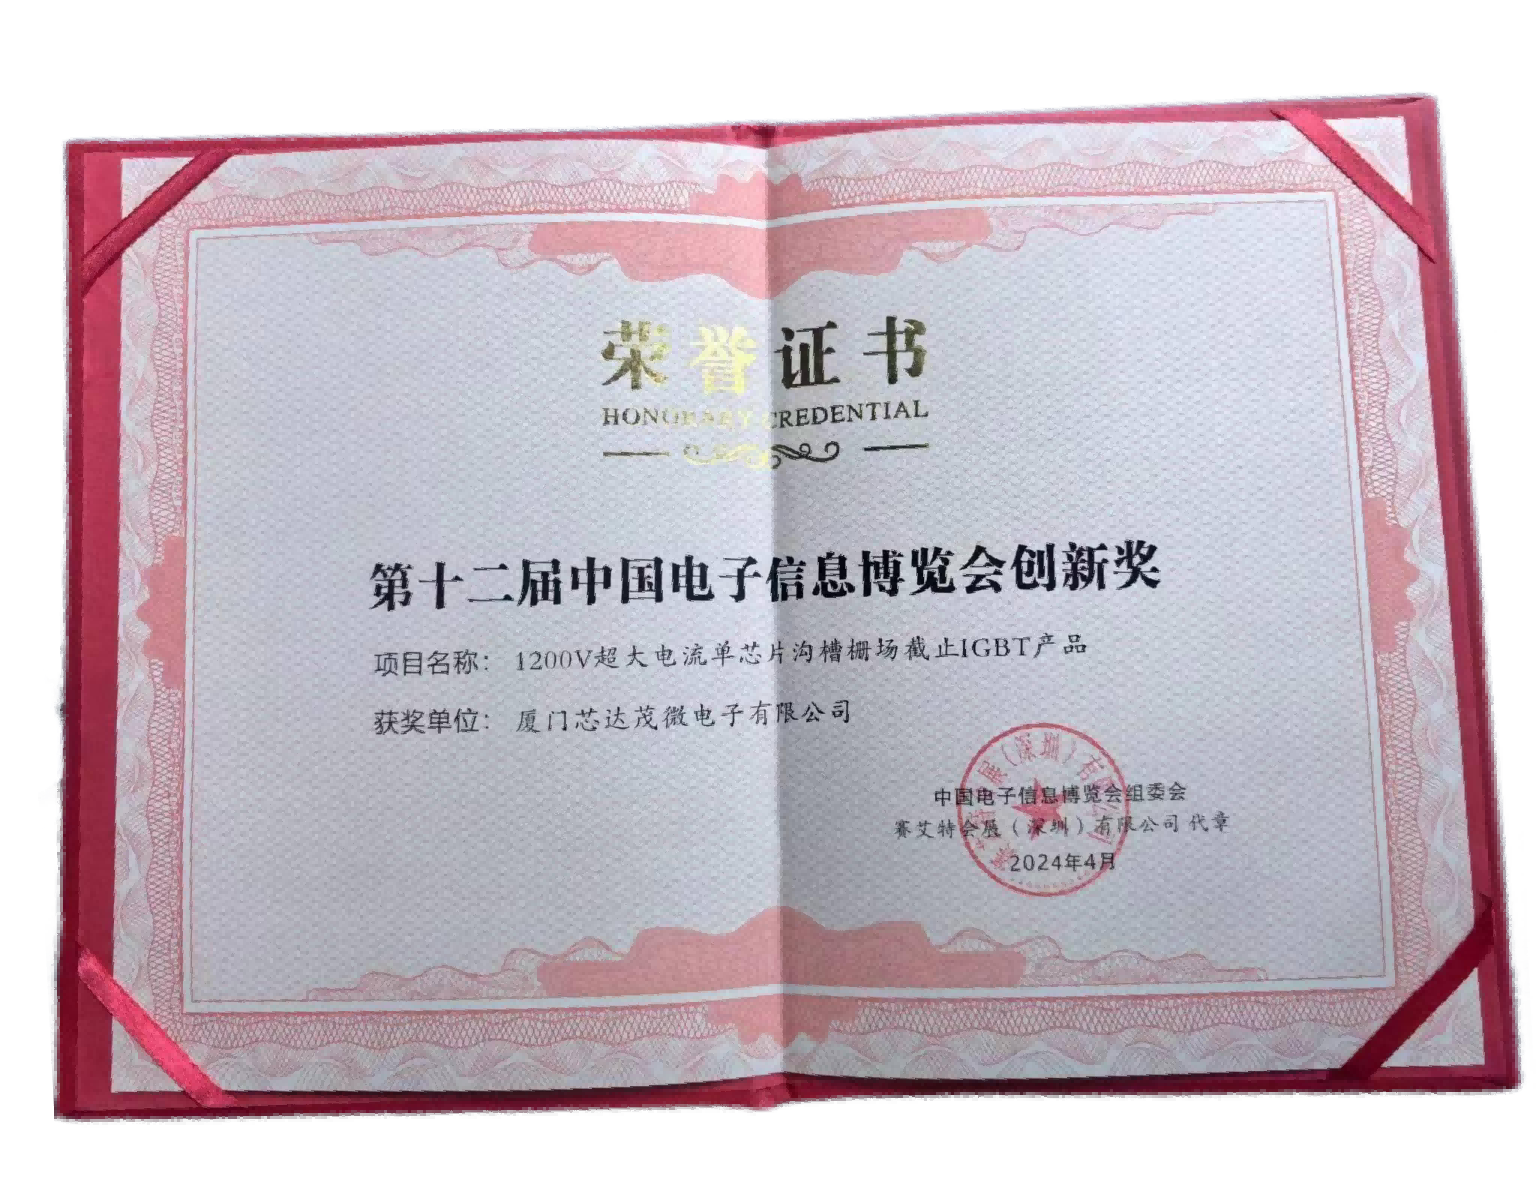 荣誉证书
HONORARY CREDENTIAL
第十二届中国电子信息博览会创新奖
项目名称： 1200V超大电流单芯片沟槽栅场截止IGBT产品
获奖单位： 厦门芯达茂微电子有限公司
中国电子信息博览会组委会
赛艾特会展（深圳）有限公司 代章
2024年4月